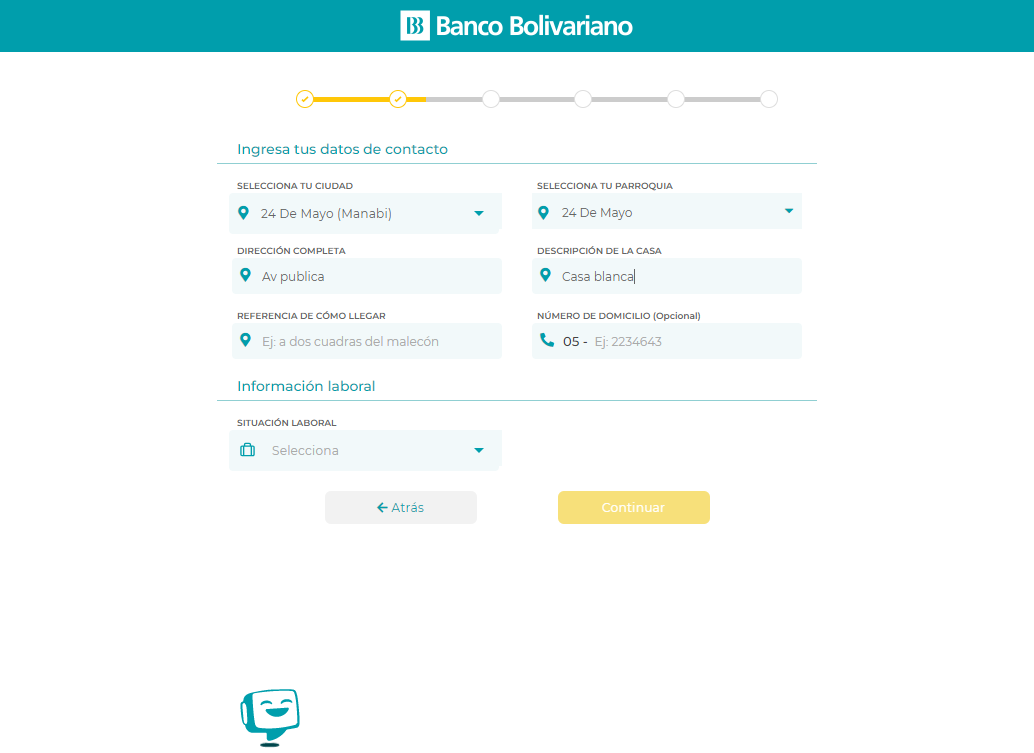 Banco Bolivariano
Ingresa tus datos de contacto
SELECCIONA TU CIUDAD
24 De Mayo (Manabi)
SELECCIONA TU PARROQUIA
24 De Mayo
DIRECCIÓN COMPLETA
Av publica
DESCRIPCIÓN DE LA CASA
Casa blanca
REFERENCIA DE CÓMO LLEGAR
Ej: a dos cuadras del malecón
NÚMERO DE DOMICILIO (Opcional)
05 - Ej: 2234643
Información laboral
SITUACIÓN LABORAL
Selecciona
Atrás
Continuar